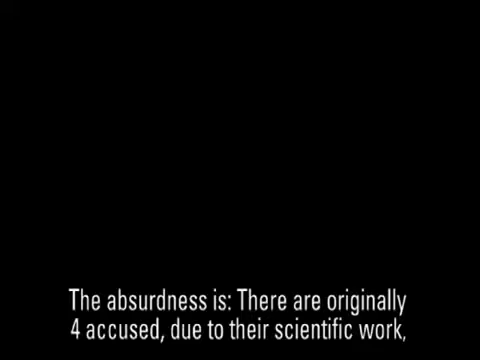 The absurdness is: There are originally
4 accused, due to their scientific work,